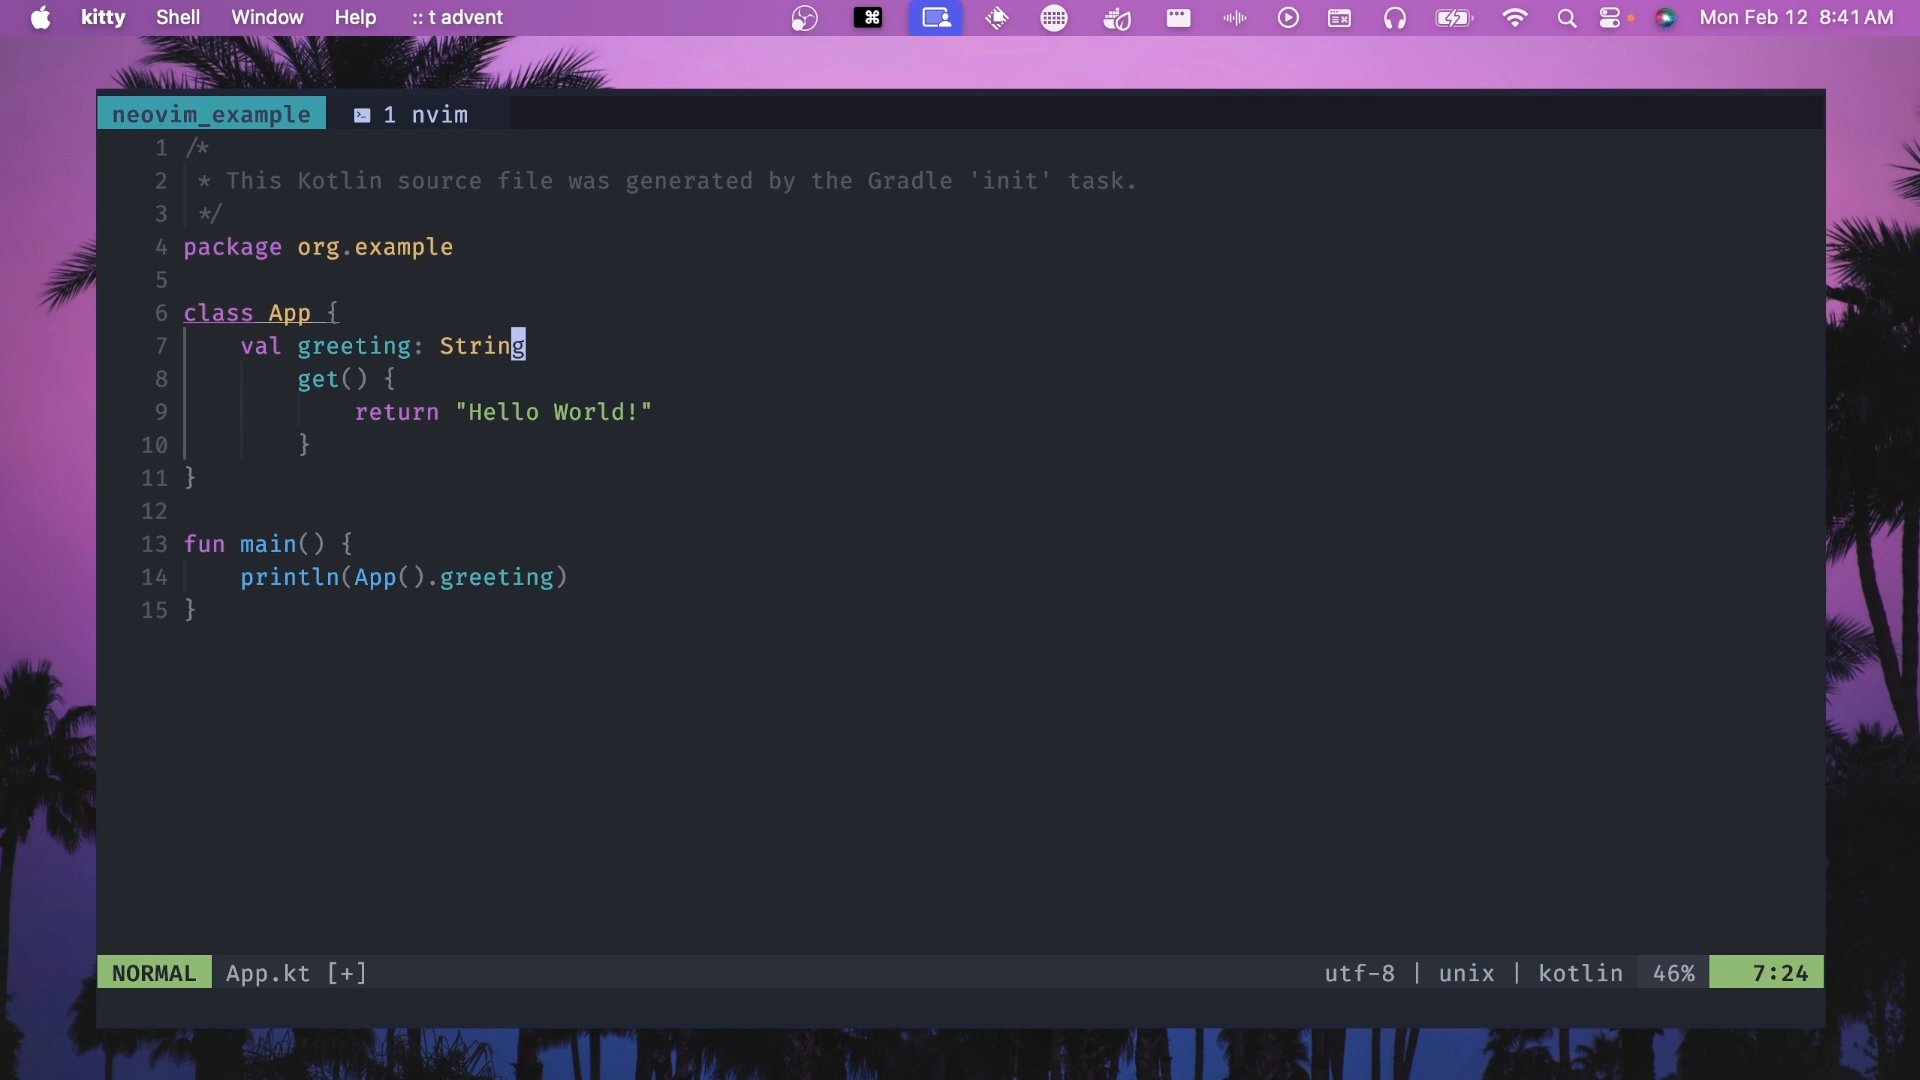 kitty Shell Window Help :: t advent Mon Feb 12 8:41 AM
neovim_example 1 nvim
1 /*
2  * This Kotlin source file was generated by the Gradle 'init' task.
3  */
4 package org.example
5
6 class App {
7     val greeting: String
8         get() {
9             return "Hello World!"
10         }
11 }
12
13 fun main() {
14     println(App().greeting)
15 }
NORMAL App.kt [+] utf-8 | unix | kotlin 46% 7:24